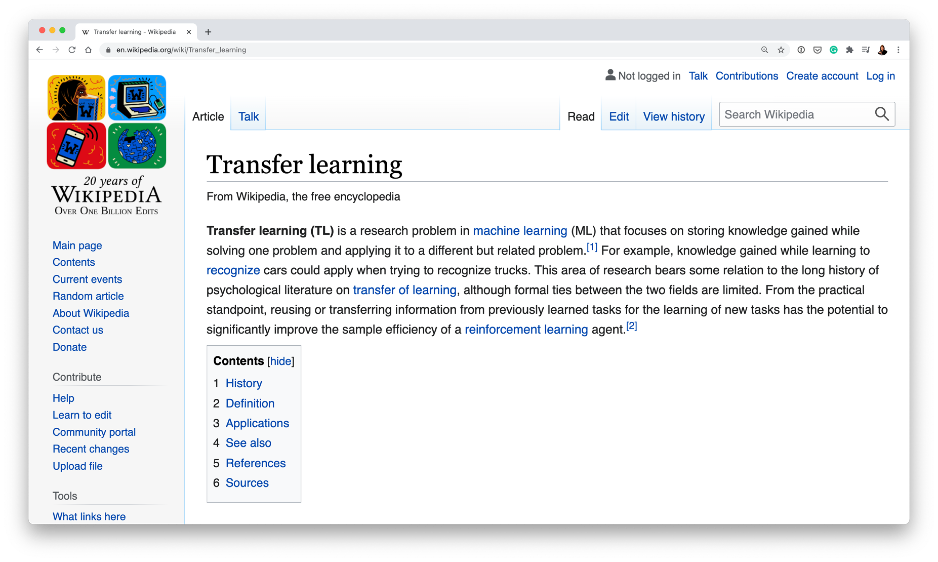 Transfer learning - Wikipedia
en.wikipedia.org/wiki/Transfer_learning
Not logged in Talk Contributions Create account Log in
Article Talk Read Edit View history Search Wikipedia
W
W
W
20 years of
WIKIPEDIA
OVER ONE BILLION EDITS
Main page
Contents
Current events
Random article
About Wikipedia
Contact us
Donate
Contribute
Help
Learn to edit
Community portal
Recent changes
Upload file
Tools
What links here
Transfer learning
From Wikipedia, the free encyclopedia
Transfer learning (TL) is a research problem in machine learning (ML) that focuses on storing knowledge gained while
solving one problem and applying it to a different but related problem.[1] For example, knowledge gained while learning to
recognize cars could apply when trying to recognize trucks. This area of research bears some relation to the long history of
psychological literature on transfer of learning, although formal ties between the two fields are limited. From the practical
standpoint, reusing or transferring information from previously learned tasks for the learning of new tasks has the potential to
significantly improve the sample efficiency of a reinforcement learning agent.[2]
Contents [hide]
1 History
2 Definition
3 Applications
4 See also
5 References
6 Sources